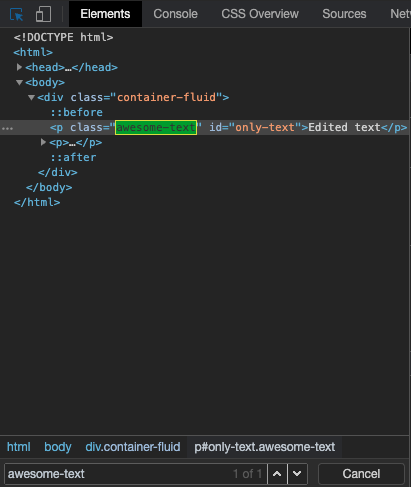 Elements Console CSS Overview Sources Net
<!DOCTYPE html>
<html>
<head>…</head>
<body>
<div class="container-fluid">
::before
… <p class="awesome-text" id="only-text">Edited text</p>
<p>…</p>
::after
</div>
</body>
</html>
html body div.container-fluid p#only-text.awesome-text
awesome-text 1 of 1 Cancel